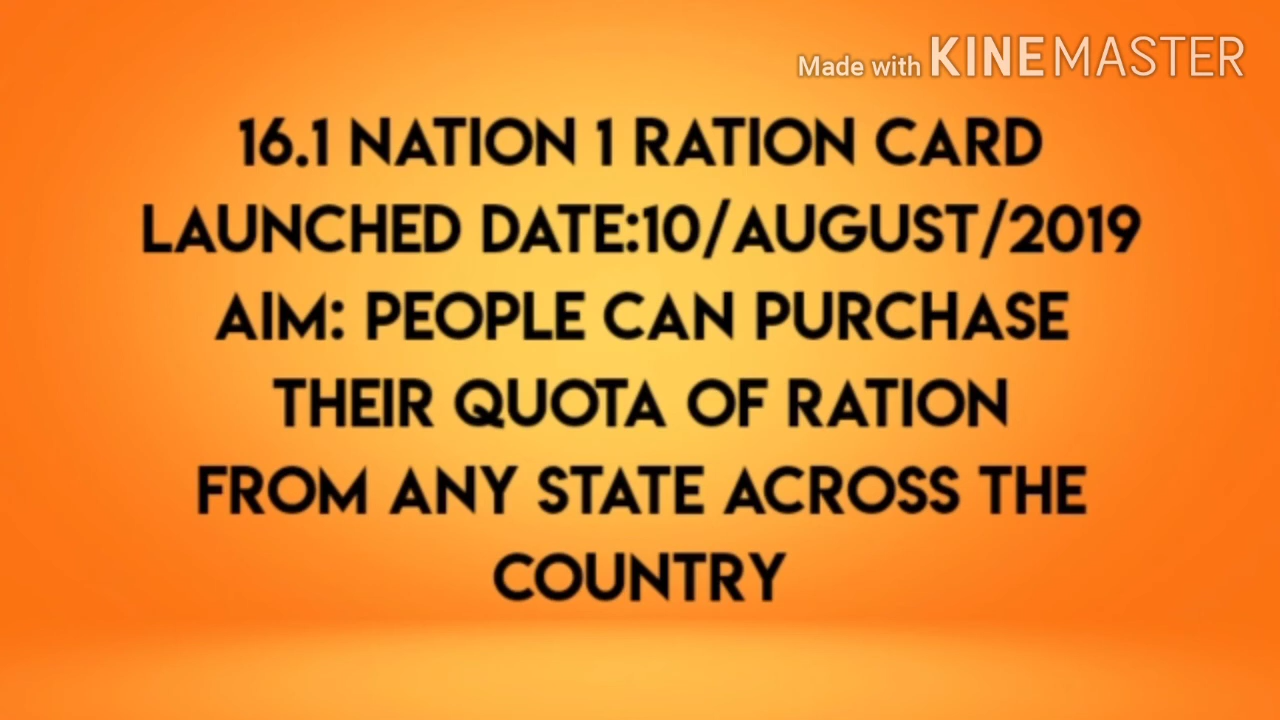 Made with KINEMASTER
16.1 NATION 1 RATION CARD
LAUNCHED DATE:10/AUGUST/2019
AIM: PEOPLE CAN PURCHASE
THEIR QUOTA OF RATION
FROM ANY STATE ACROSS THE
COUNTRY